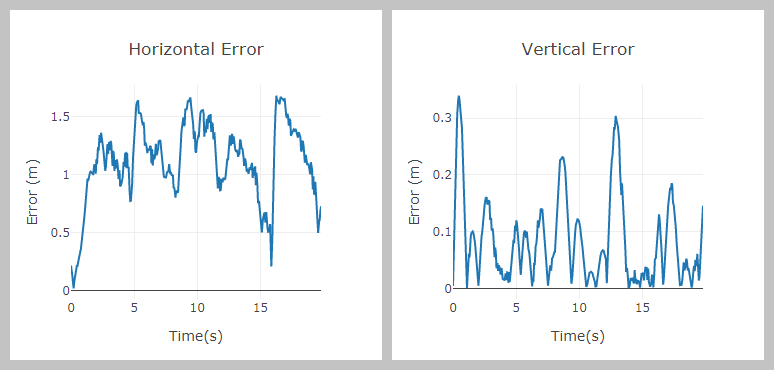 Horizontal Error
Error (m)
1.5
1
0.5
0
0 5 10 15
Time(s)
Vertical Error
Error (m)
0.3
0.2
0.1
0
0 5 10 15
Time(s)